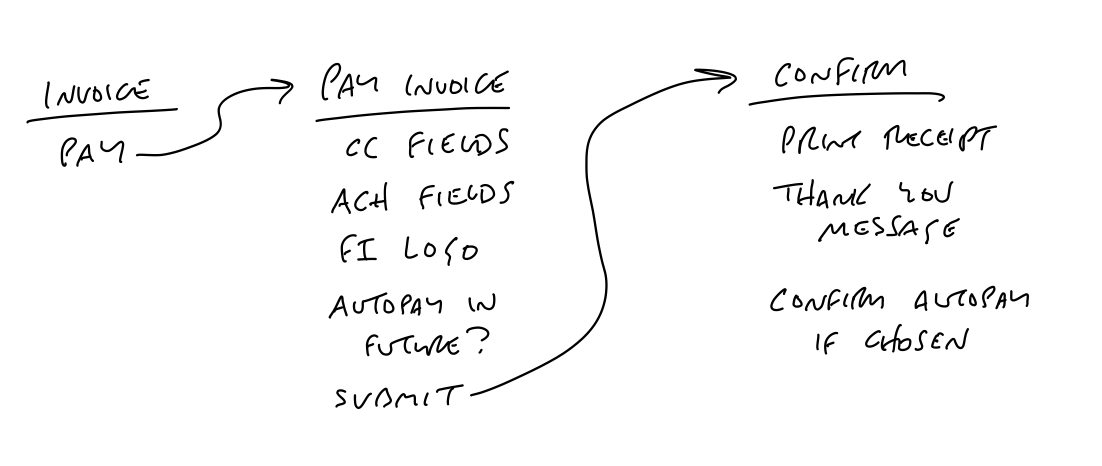 INVOICE
PAY
PAY INVOICE
CC FIELDS
ACH FIELDS
FI LOGO
AUTOPAY IN
FUTURE?
SUBMIT
CONFIRM
PRINT RECEIPT
THANK YOU
MESSAGE
CONFIRM AUTOPAY
IF CHOSEN